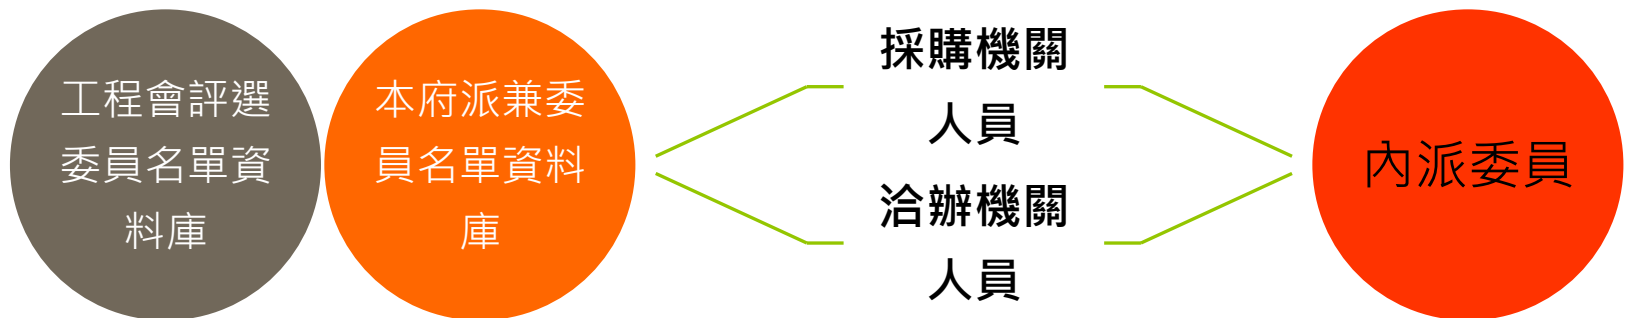 工程會評選
委員名單資
料庫
本府派兼委
員名單資料
庫
採購機關
人員
洽辦機關
人員
內派委員